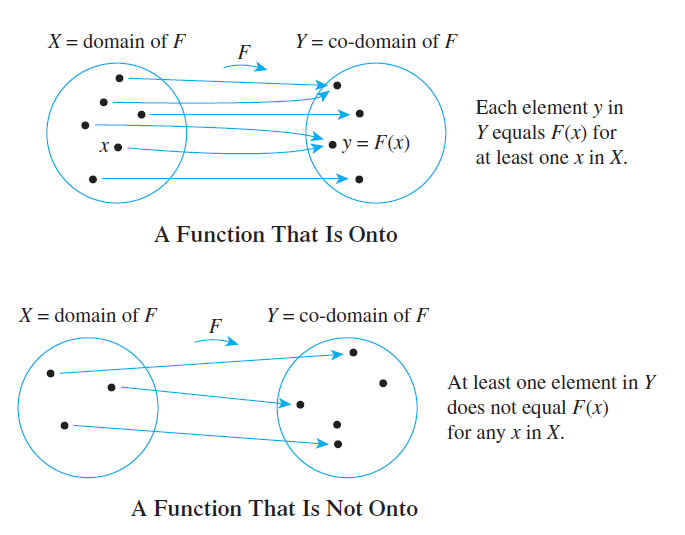 X = domain of F
F
Y = co-domain of F
x
y = F(x)
Each element y in
Y equals F(x) for
at least one x in X.
A Function That Is Onto
X = domain of F
F
Y = co-domain of F
At least one element in Y
does not equal F(x)
for any x in X.
A Function That Is Not Onto